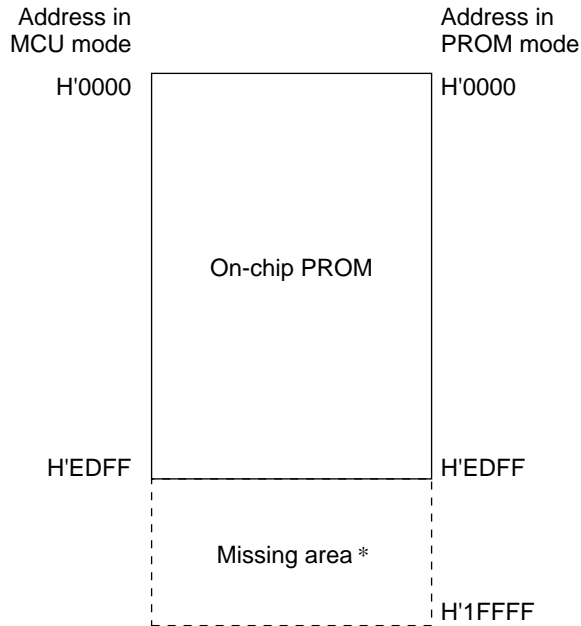 Address in
MCU mode
Address in
PROM mode
H'0000
H'0000
On-chip PROM
H'EDFF
H'EDFF
Missing area *
H'1FFFF